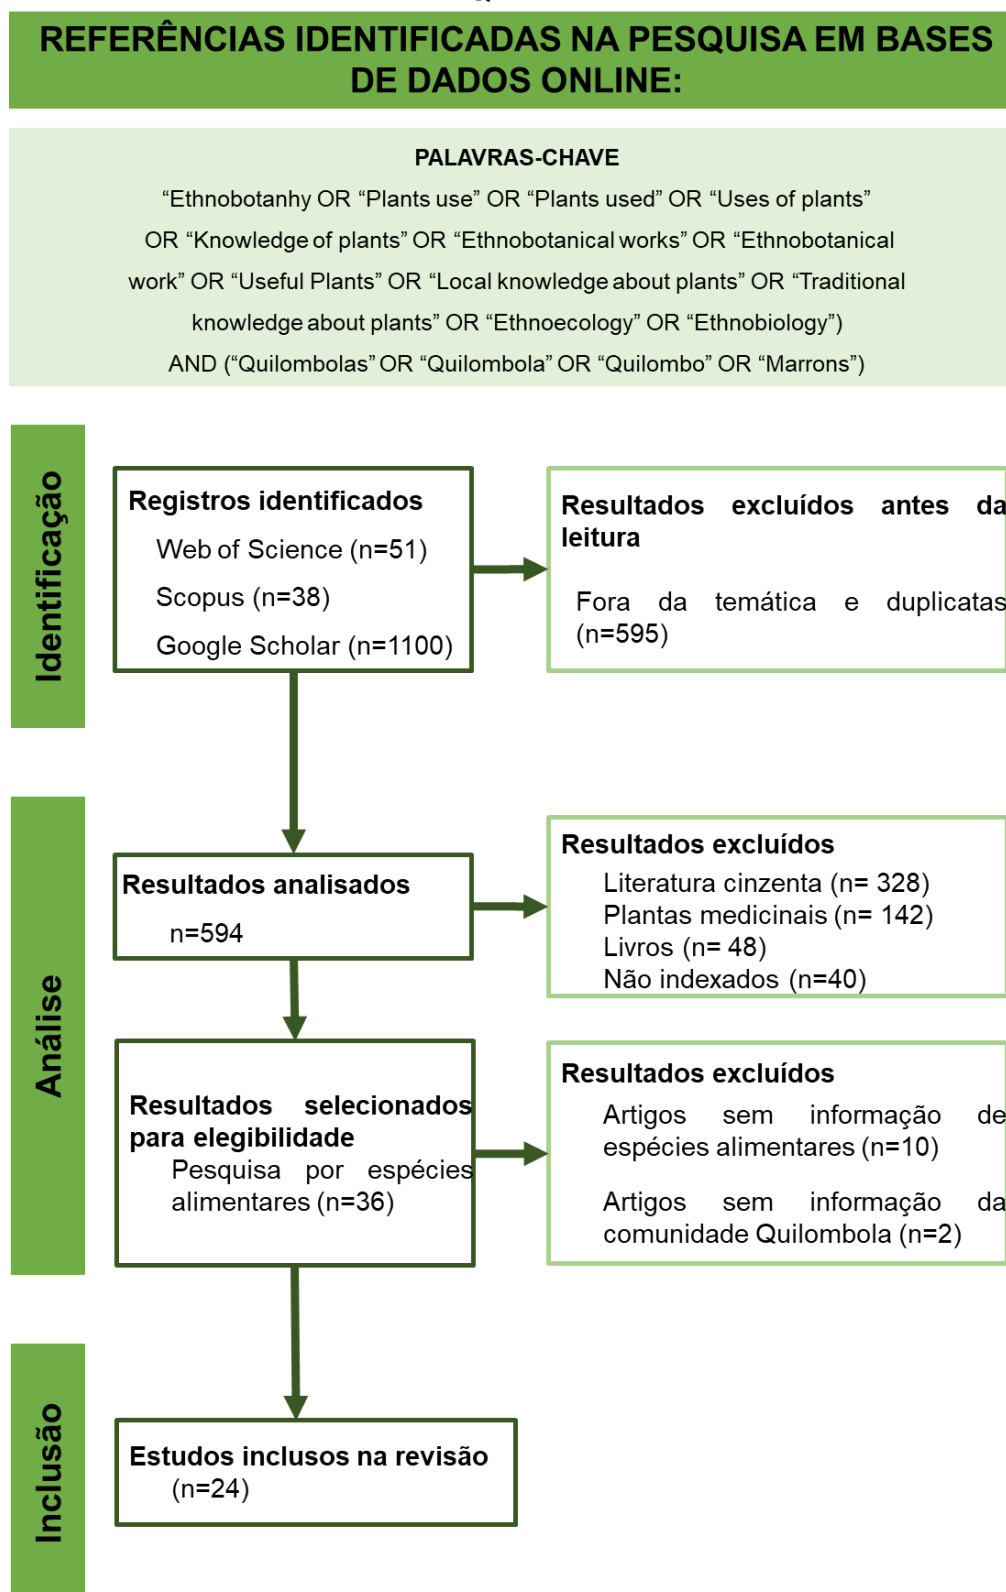 REFERÊNCIAS IDENTIFICADAS NA PESQUISA EM BASES
DE DADOS ONLINE:
PALAVRAS-CHAVE
“Ethnobotanhy OR “Plants use” OR “Plants used” OR “Uses of plants”
OR “Knowledge of plants” OR “Ethnobotanical works” OR “Ethnobotanical
work” OR “Useful Plants” OR “Local knowledge about plants” OR “Traditional
knowledge about plants” OR “Ethnoecology” OR “Ethnobiology”)
AND (“Quilombolas” OR “Quilombola” OR “Quilombo” OR “Marrons”)
Identificação
Registros identificados
Web of Science (n=51)
Scopus (n=38)
Google Scholar (n=1100)
Resultados excluídos antes da
leitura
Fora da temática e duplicatas
(n=595)
Análise
Resultados analisados
n=594
Resultados excluídos
Literatura cinzenta (n= 328)
Plantas medicinais (n= 142)
Livros (n= 48)
Não indexados (n=40)
Resultados selecionados
para elegibilidade
Pesquisa por espécies
alimentares (n=36)
Resultados excluídos
Artigos sem informação de
espécies alimentares (n=10)
Artigos sem informação da
comunidade Quilombola (n=2)
Inclusão
Estudos inclusos na revisão
(n=24)